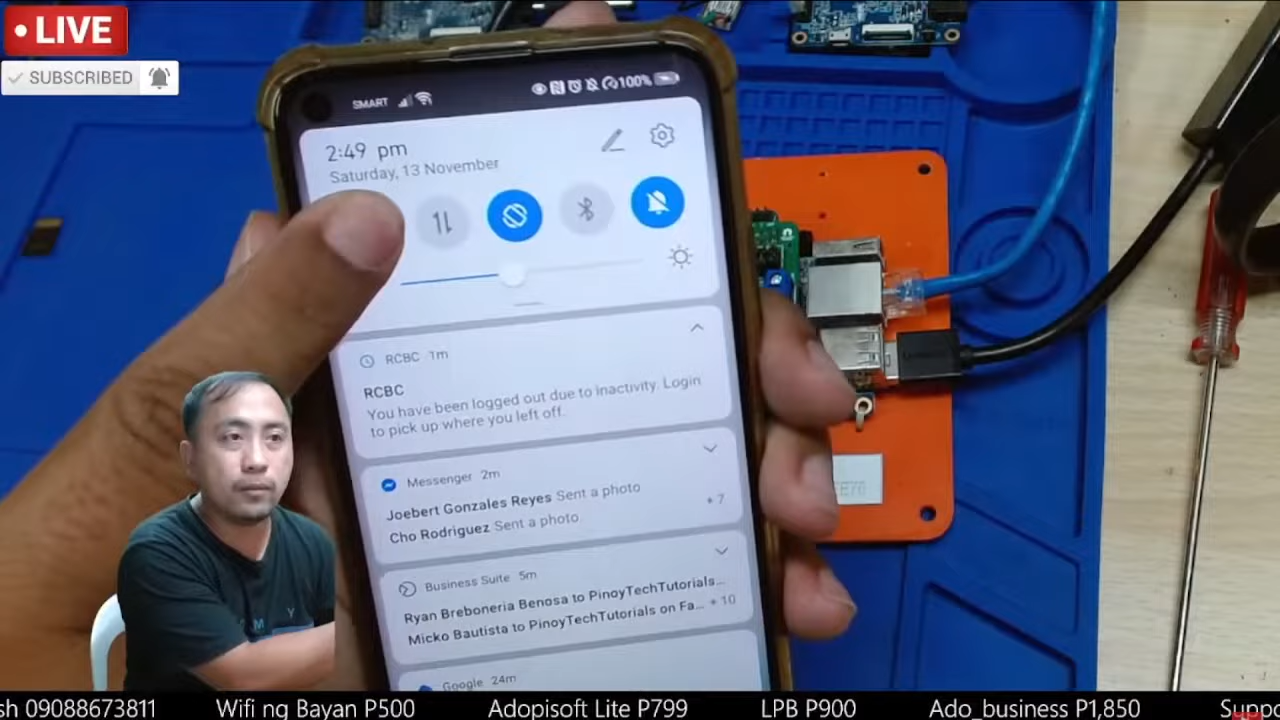 LIVE
SUBSCRIBED
SMART
100%
2:49 pm
Saturday, 13 November
RCBC 1m
RCBC
You have been logged out due to inactivity. Login
to pick up where you left off.
Messenger 2m
Joebert Gonzales Reyes Sent a photo
Cho Rodriguez Sent a photo
+7
Business Suite 5m
Ryan Breboneria Benosa to PinoyTechTutorials...
Micko Bautista to PinoyTechTutorials on Fa... +10
Google 24m
sh 09088673811 Wifi ng Bayan P500 Adopisoft Lite P799 LPB P900 Ado_business P1,850 Suppo